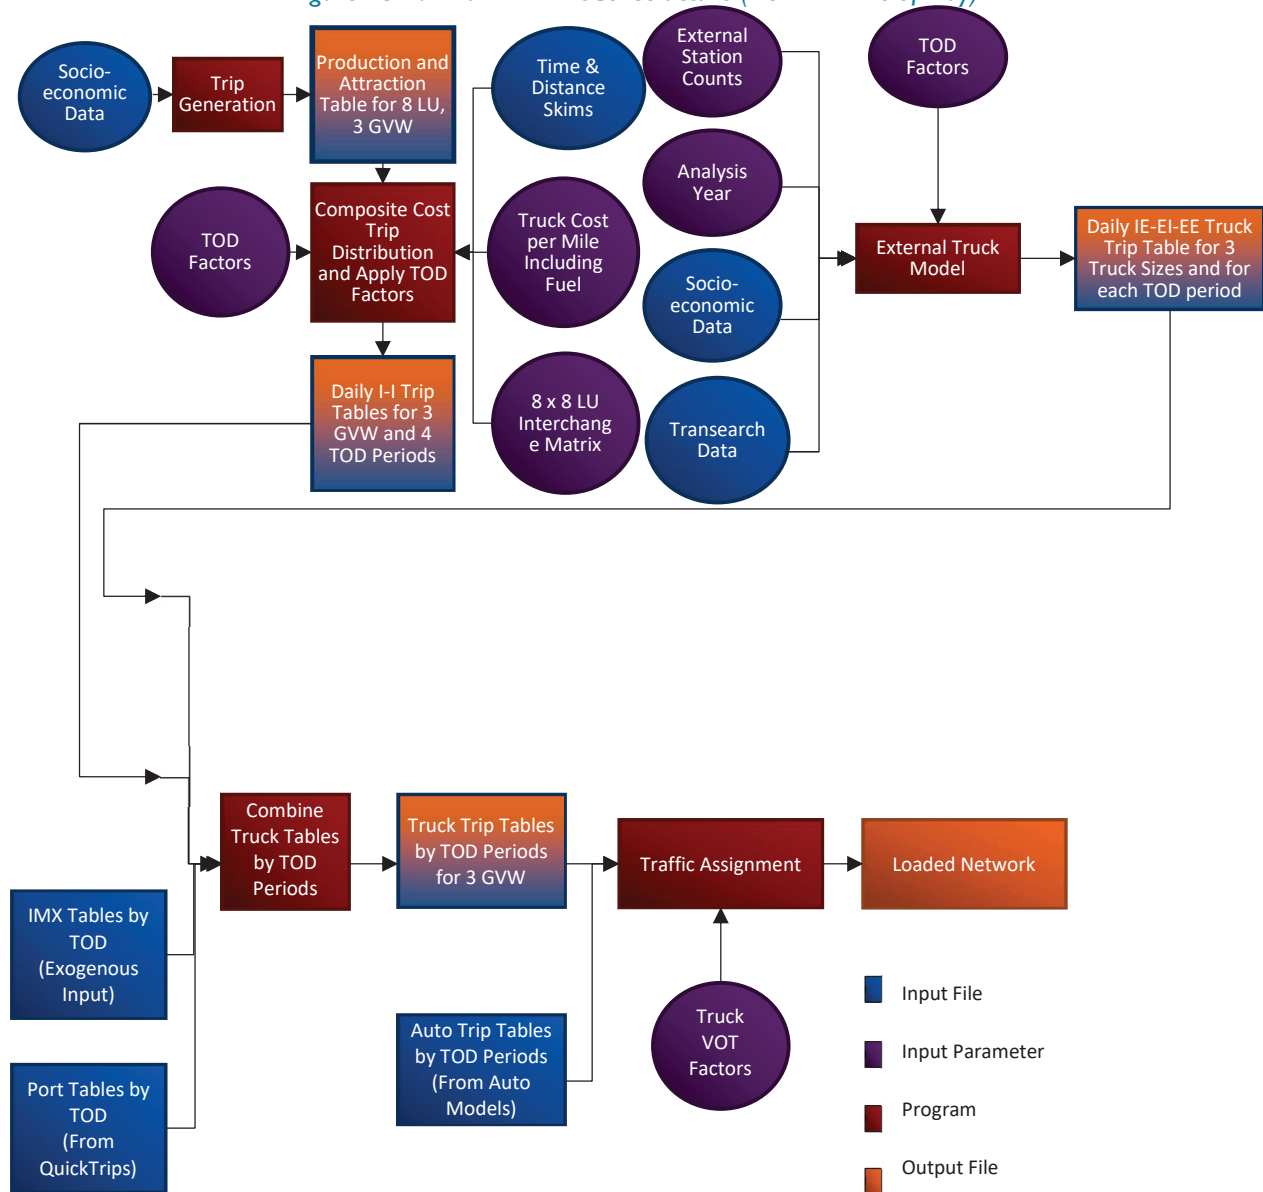 Socio-
economic
Data
Trip
Generation
Production and
Attraction
Table for 8 LU,
3 GVW
Time &
Distance
Skims
External
Station
Counts
TOD
Factors
Analysis
Year
TOD
Factors
Composite Cost
Trip
Distribution
and Apply TOD
Factors
Truck Cost
per Mile
Including
Fuel
External Truck
Model
Daily IE-EI-EE Truck
Trip Table for 3
Truck Sizes and for
each TOD period
Socio-
economic
Data
Daily I-I Trip
Tables for 3
GVW and 4
TOD Periods
8 x 8 LU
Interchang
e Matrix
Transearch
Data
Combine
Truck Tables
by TOD
Periods
Truck Trip Tables
by TOD Periods
for 3 GVW
Traffic Assignment
Loaded Network
IMX Tables by
TOD
(Exogenous
Input)
Port Tables by
TOD
(From
QuickTrips)
Auto Trip Tables
by TOD Periods
(From Auto
Models)
Truck
VOT
Factors
Input File
Input Parameter
Program
Output File